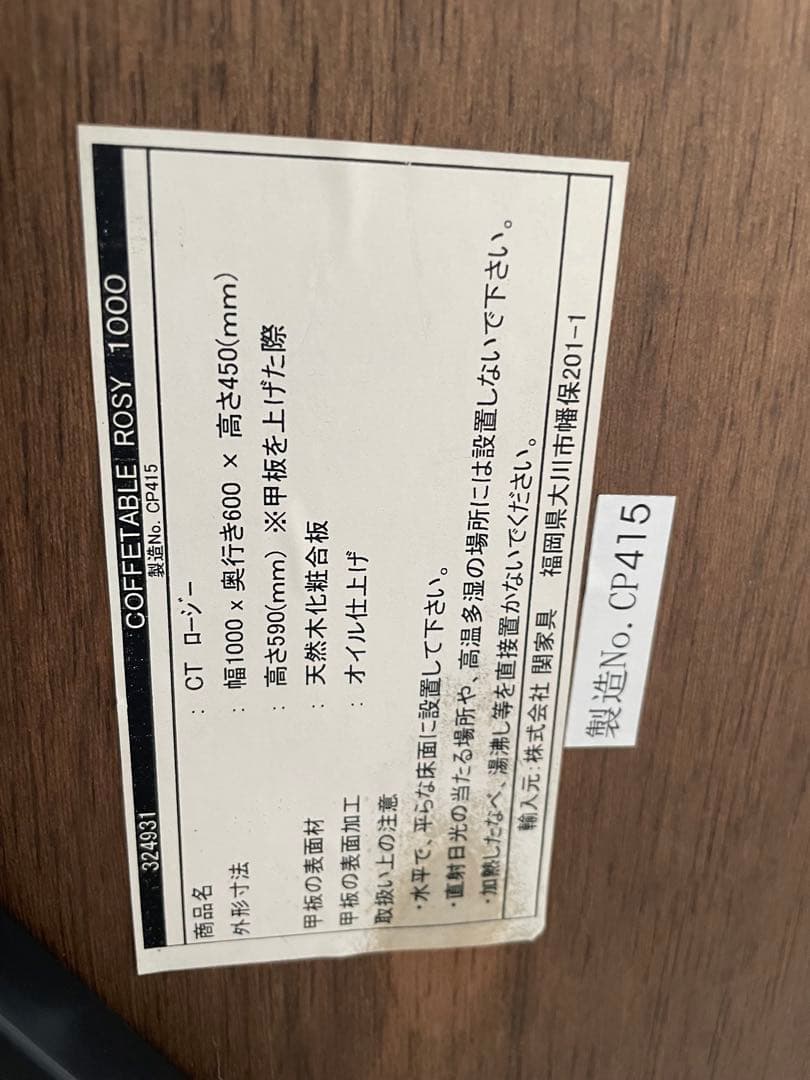 COFFETABLE ROSY 1000
324931
製造No. CP415
商品名 : CT ロージー
外形寸法 : 幅1000 x 奥行き600 × 高さ450(mm)
: 高さ590(mm) ※甲板を上げた際
甲板の表面材 : 天然木化粧合板
甲板の表面加工 : オイル仕上げ
取扱い上の注意
・水平で、平らな床面に設置して下さい。
・直射日光の当たる場所や、高温多湿の場所には設置しないで下さい。
・加熱したなべ、湯沸し等を直接置かないでください。
輸入元:株式会社 関家具 福岡県大川市幡保201-1
製造No.CP415